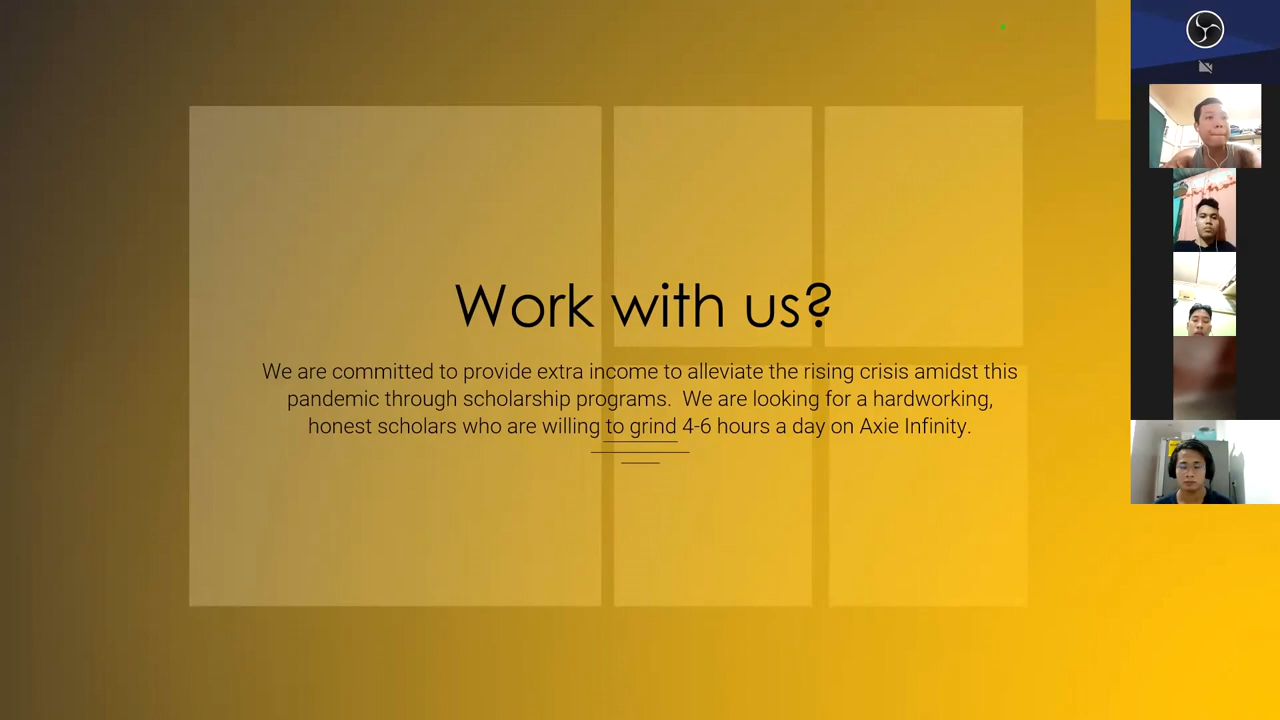 Work with us?
We are committed to provide extra income to alleviate the rising crisis amidst this
pandemic through scholarship programs.  We are looking for a hardworking,
honest scholars who are willing to grind 4-6 hours a day on Axie Infinity.